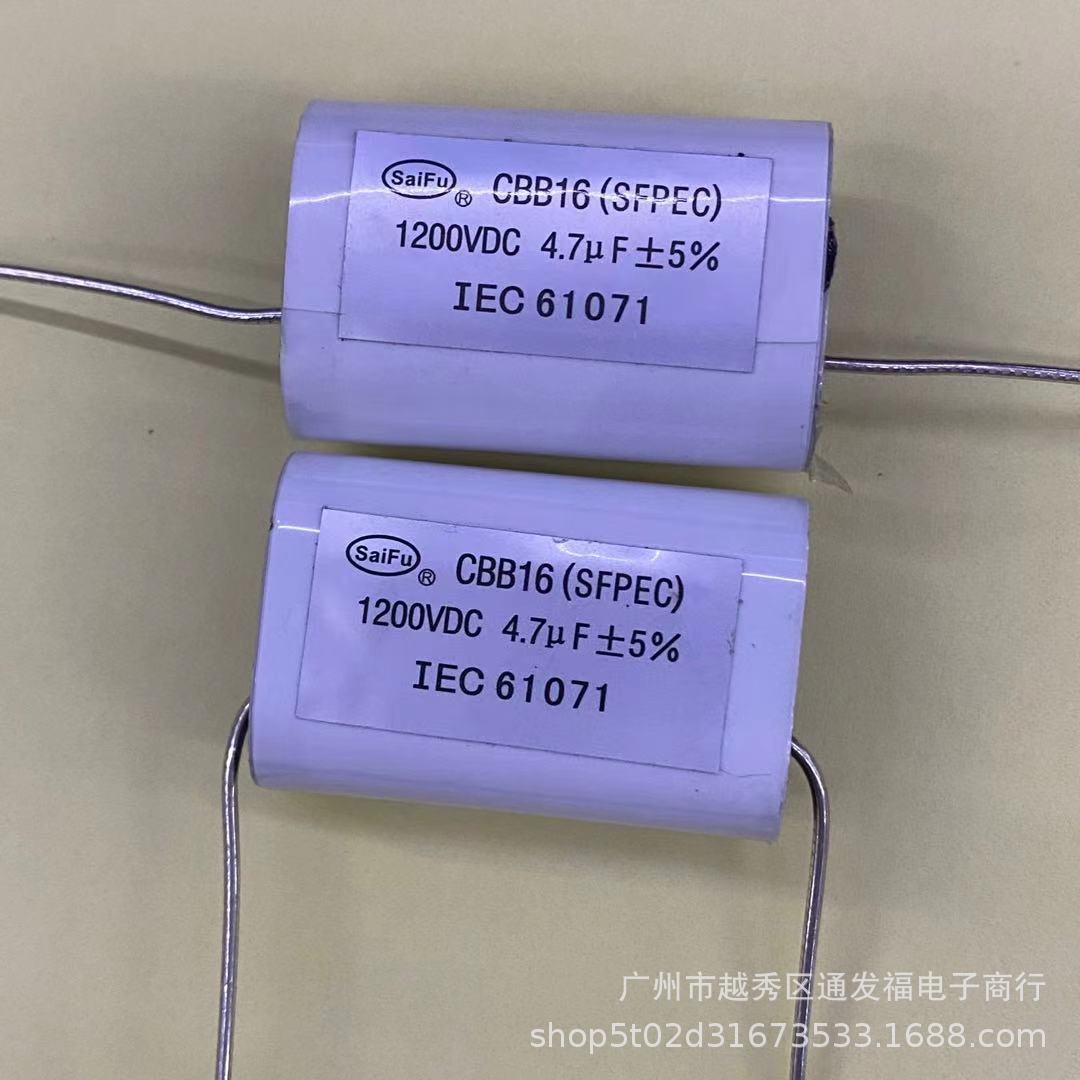 SaiFu ® CBB16 (SFPEC)
1200VDC 4.7μF±5%
IEC 61071
SaiFu ® CBB16 (SFPEC)
1200VDC 4.7μF±5%
IEC 61071
广州市越秀区通发福电子商行
shop5t02d31673533.1688.com